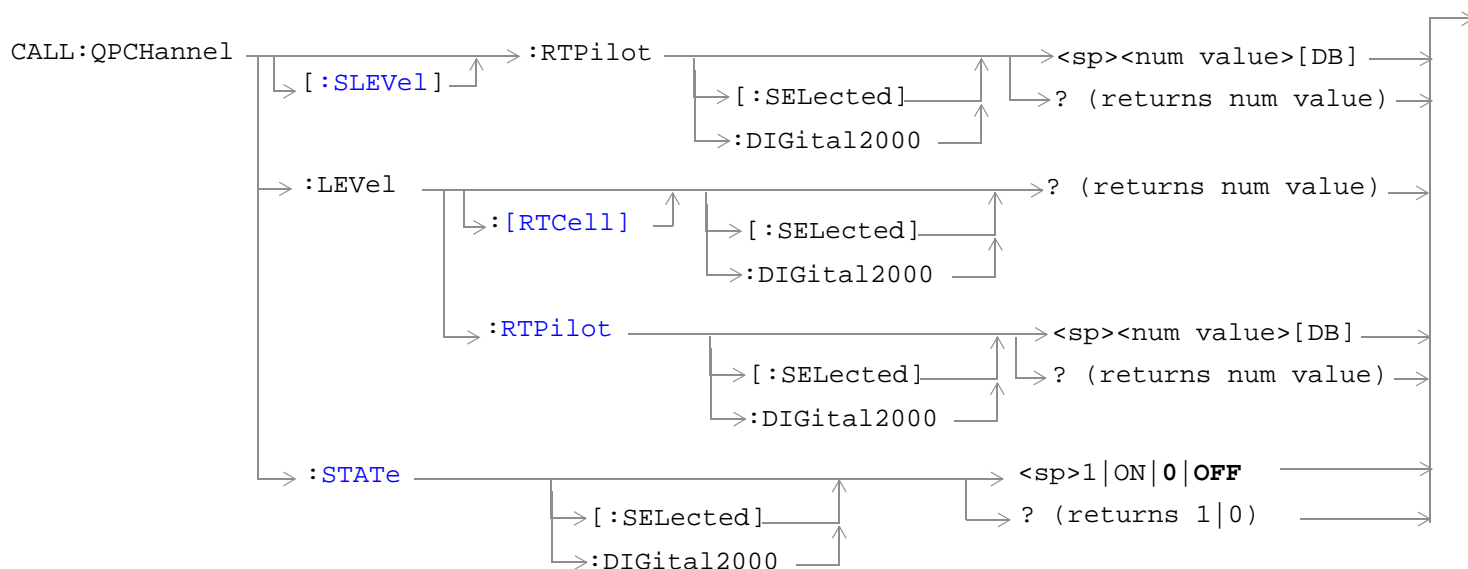 CALL:QPCHannel [:SLEVel] :RTPilot <sp><num value>[DB]
[:SELected] ? (returns num value)
:DIGital2000
:LEVel ? (returns num value)
:[RTCell] [:SELected]
:DIGital2000
:RTPilot <sp><num value>[DB]
[:SELected] ? (returns num value)
:DIGital2000
:STATe <sp>1|ON|0|OFF
[:SELected] ? (returns 1|0)
:DIGital2000